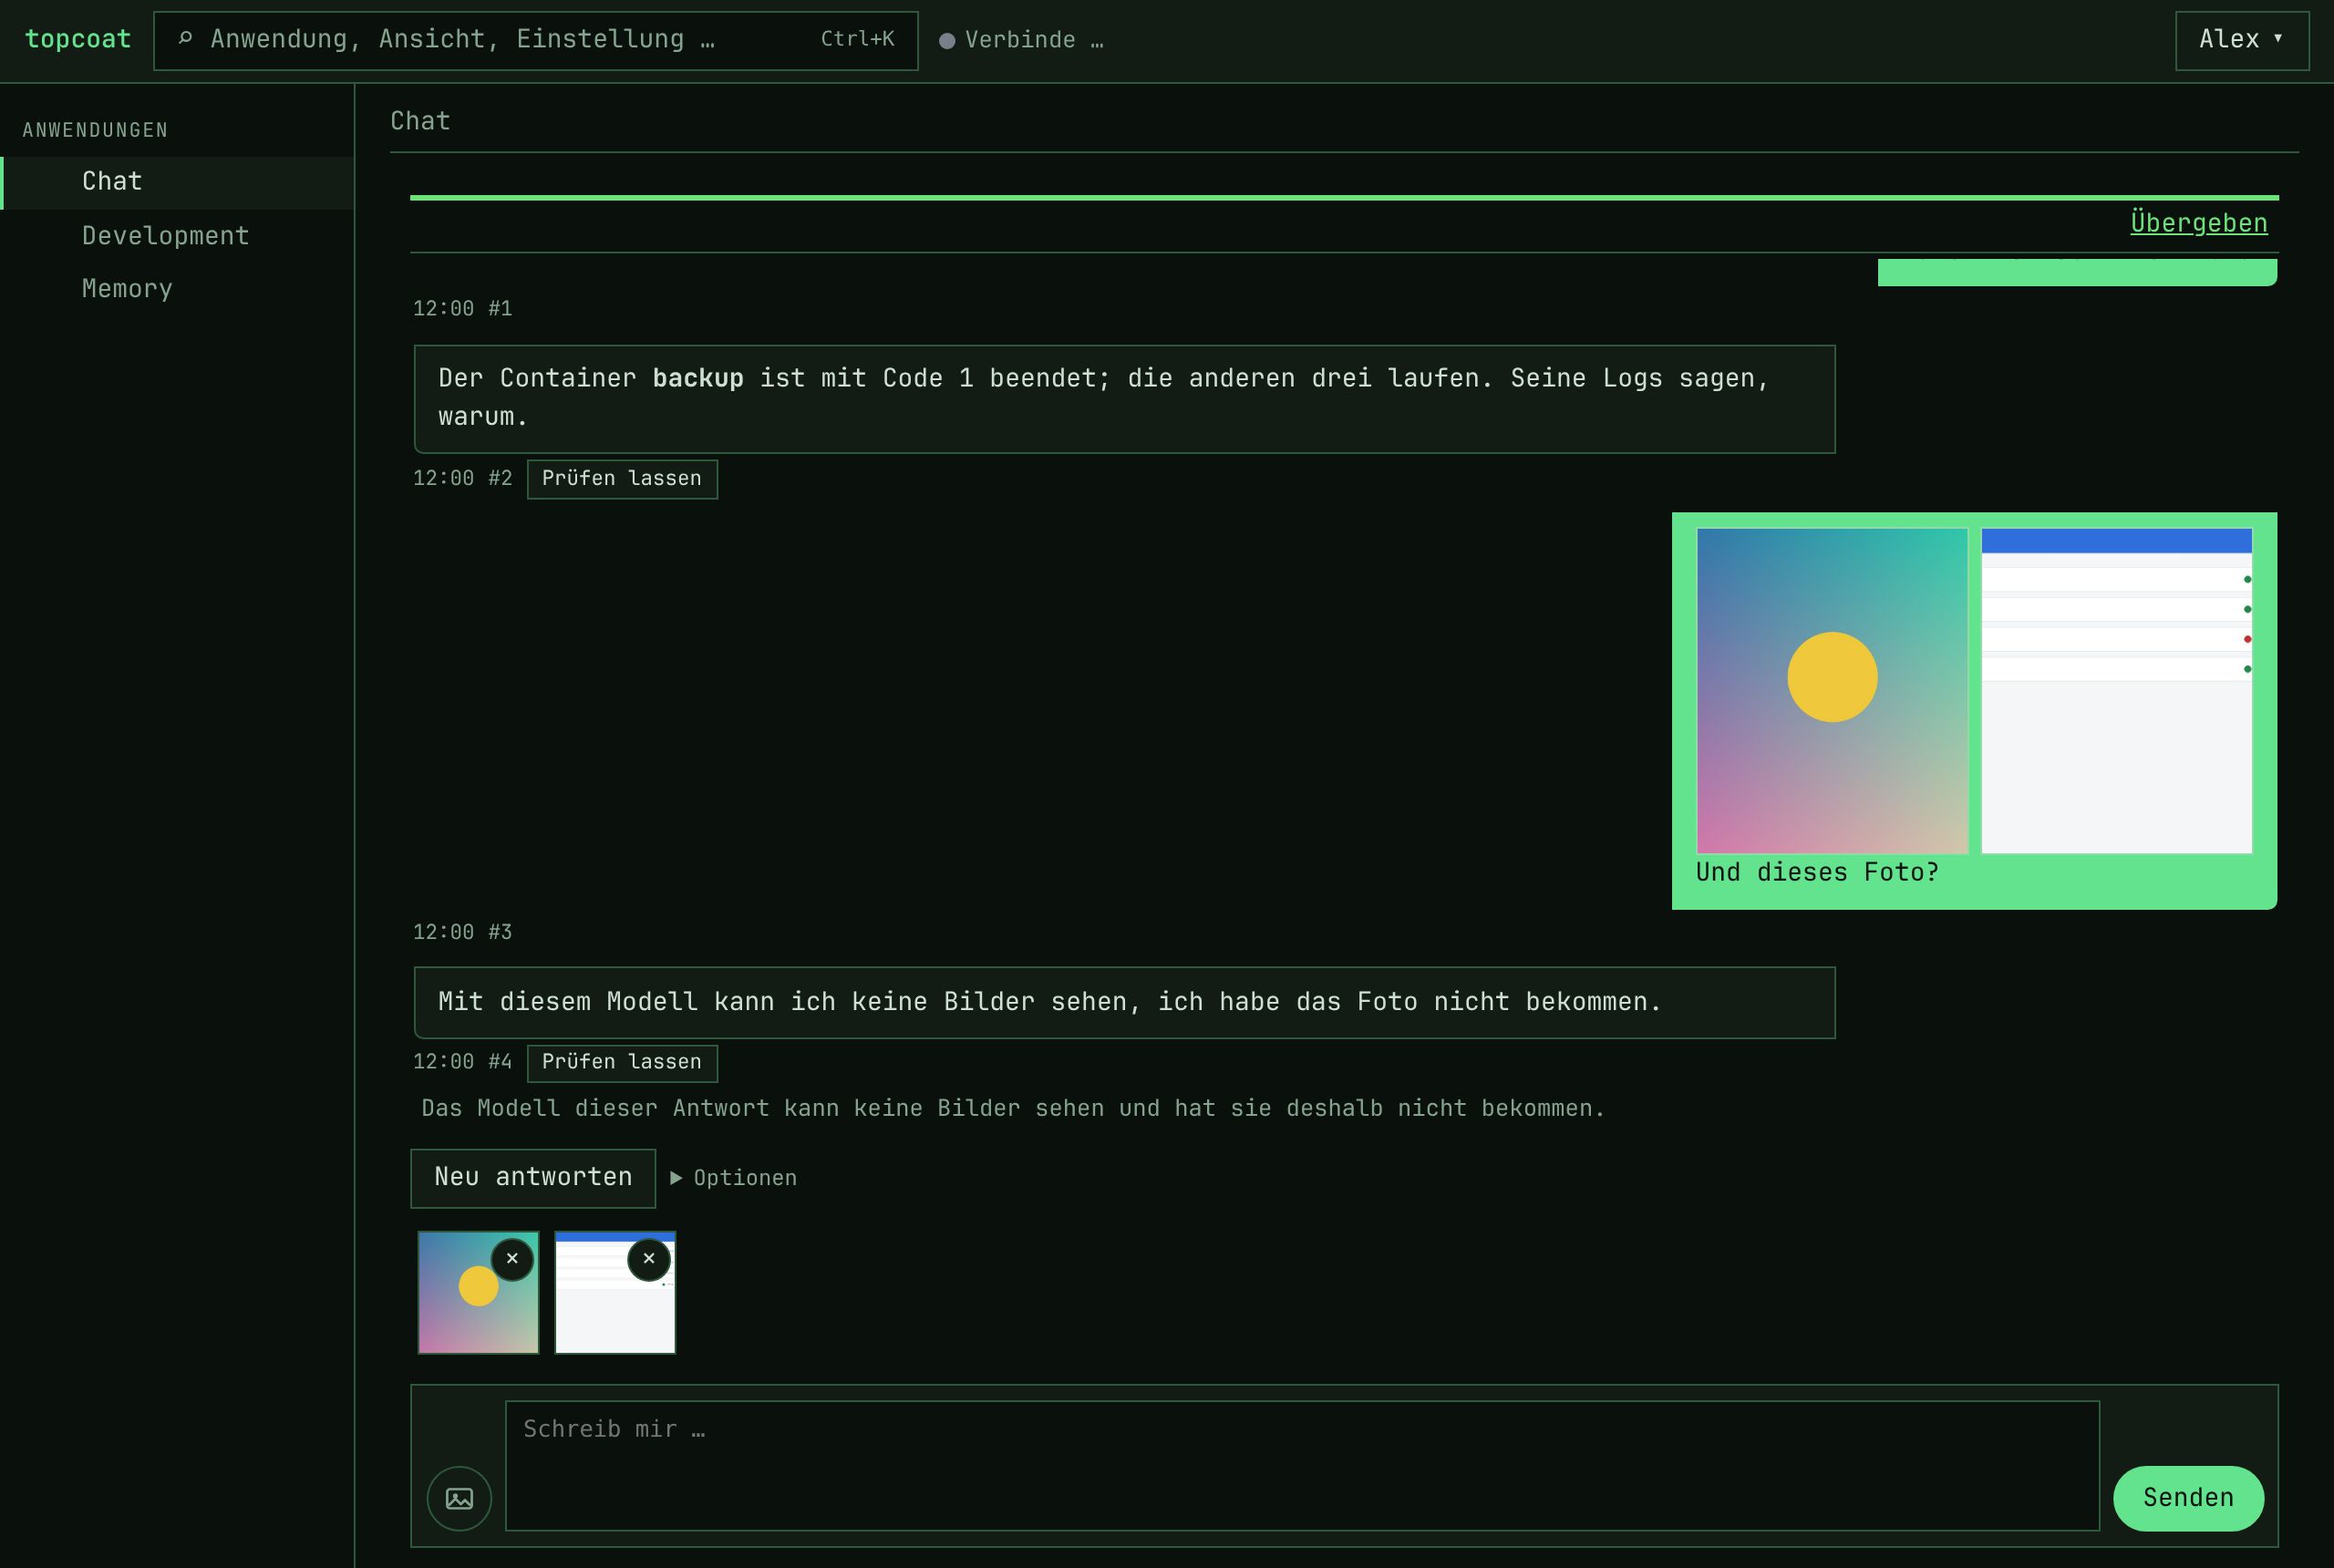 topcoat
Anwendung, Ansicht, Einstellung …
Ctrl+K
Verbinde …
Alex
ANWENDUNGEN
Chat
Development
Memory
Chat
Übergeben
12:00 #1
Der Container backup ist mit Code 1 beendet; die anderen drei laufen. Seine Logs sagen,
warum.
12:00 #2
Prüfen lassen
Und dieses Foto?
12:00 #3
Mit diesem Modell kann ich keine Bilder sehen, ich habe das Foto nicht bekommen.
12:00 #4
Prüfen lassen
Das Modell dieser Antwort kann keine Bilder sehen und hat sie deshalb nicht bekommen.
Neu antworten
Optionen
Schreib mir …
Senden